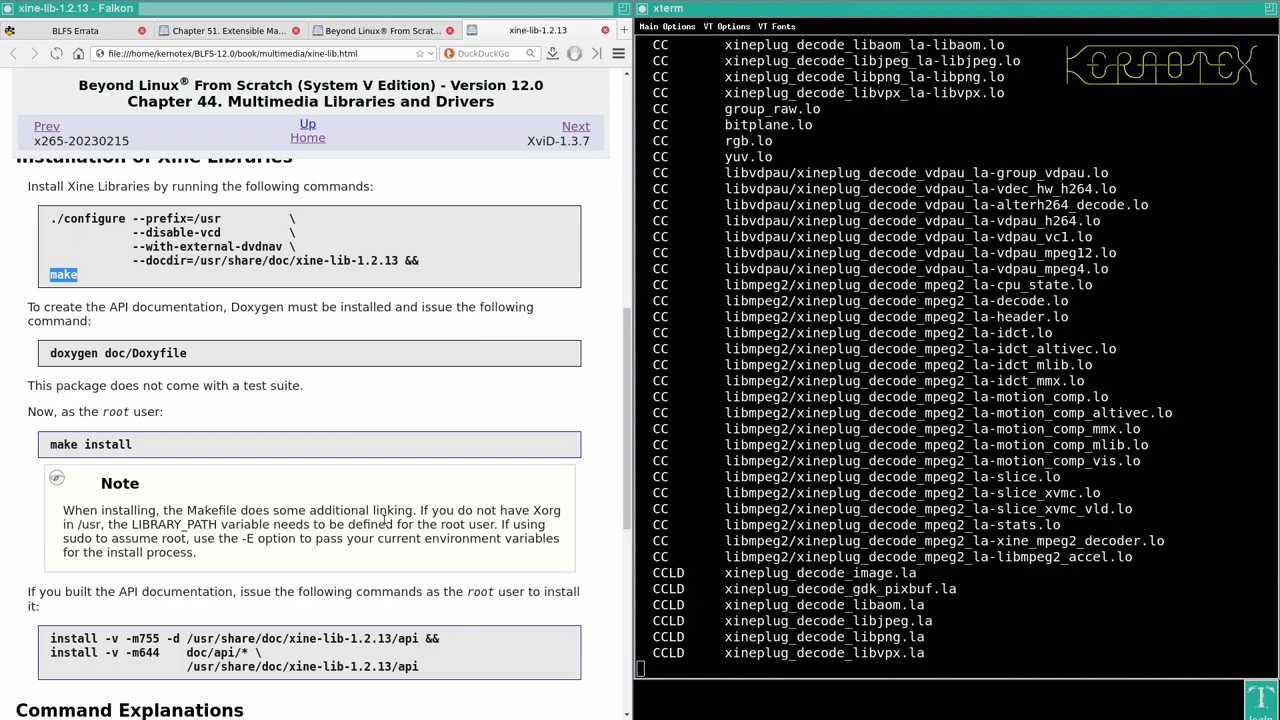 xine-lib-1.2.13 - Falkon
BLFS Errata
Chapter 51. Extensible Ma...
Beyond Linux® From Scrat...
xine-lib-1.2.13
file:///home/kernotex/BLFS-12.0/book/multimedia/xine-lib.html
DuckDuckGo
Beyond Linux® From Scratch (System V Edition) - Version 12.0
Chapter 44. Multimedia Libraries and Drivers
Prev
Up
Next
x265-20230215
Home
XviD-1.3.7
Installation of Xine Libraries
Install Xine Libraries by running the following commands:
./configure --prefix=/usr \
--disable-vcd \
--with-external-dvdnav \
--docdir=/usr/share/doc/xine-lib-1.2.13 &&
make
To create the API documentation, Doxygen must be installed and issue the following
command:
doxygen doc/Doxyfile
This package does not come with a test suite.
Now, as the root user:
make install
Note
When installing, the Makefile does some additional linking. If you do not have Xorg
in /usr, the LIBRARY_PATH variable needs to be defined for the root user. If using
sudo to assume root, use the -E option to pass your current environment variables
for the install process.
If you built the API documentation, issue the following commands as the root user to install
it:
install -v -m755 -d /usr/share/doc/xine-lib-1.2.13/api &&
install -v -m644 doc/api/* \
/usr/share/doc/xine-lib-1.2.13/api
Command Explanations
xterm
Main Options VT Options VT Fonts
KERNOTEX
CC xineplug_decode_libaom_la-libaom.lo
CC xineplug_decode_libjpeg_la-libjpeg.lo
CC xineplug_decode_libpng_la-libpng.lo
CC xineplug_decode_libvpx_la-libvpx.lo
CC group_raw.lo
CC bitplane.lo
CC rgb.lo
CC yuv.lo
CC libvdpau/xineplug_decode_vdpau_la-group_vdpau.lo
CC libvdpau/xineplug_decode_vdpau_la-vdec_hw_h264.lo
CC libvdpau/xineplug_decode_vdpau_la-alterh264_decode.lo
CC libvdpau/xineplug_decode_vdpau_la-vdpau_h264.lo
CC libvdpau/xineplug_decode_vdpau_la-vdpau_vc1.lo
CC libvdpau/xineplug_decode_vdpau_la-vdpau_mpeg12.lo
CC libvdpau/xineplug_decode_vdpau_la-vdpau_mpeg4.lo
CC libmpeg2/xineplug_decode_mpeg2_la-cpu_state.lo
CC libmpeg2/xineplug_decode_mpeg2_la-decode.lo
CC libmpeg2/xineplug_decode_mpeg2_la-header.lo
CC libmpeg2/xineplug_decode_mpeg2_la-idct.lo
CC libmpeg2/xineplug_decode_mpeg2_la-idct_altivec.lo
CC libmpeg2/xineplug_decode_mpeg2_la-idct_mlib.lo
CC libmpeg2/xineplug_decode_mpeg2_la-idct_mmx.lo
CC libmpeg2/xineplug_decode_mpeg2_la-motion_comp.lo
CC libmpeg2/xineplug_decode_mpeg2_la-motion_comp_altivec.lo
CC libmpeg2/xineplug_decode_mpeg2_la-motion_comp_mmx.lo
CC libmpeg2/xineplug_decode_mpeg2_la-motion_comp_mlib.lo
CC libmpeg2/xineplug_decode_mpeg2_la-motion_comp_vis.lo
CC libmpeg2/xineplug_decode_mpeg2_la-slice.lo
CC libmpeg2/xineplug_decode_mpeg2_la-slice_xvmc.lo
CC libmpeg2/xineplug_decode_mpeg2_la-slice_xvmc_vld.lo
CC libmpeg2/xineplug_decode_mpeg2_la-stats.lo
CC libmpeg2/xineplug_decode_mpeg2_la-xine_mpeg2_decoder.lo
CC libmpeg2/xineplug_decode_mpeg2_la-libmpeg2_accel.lo
CCLD xineplug_decode_image.la
CCLD xineplug_decode_gdk_pixbuf.la
CCLD xineplug_decode_libaom.la
CCLD xineplug_decode_libjpeg.la
CCLD xineplug_decode_libpng.la
CCLD xineplug_decode_libvpx.la